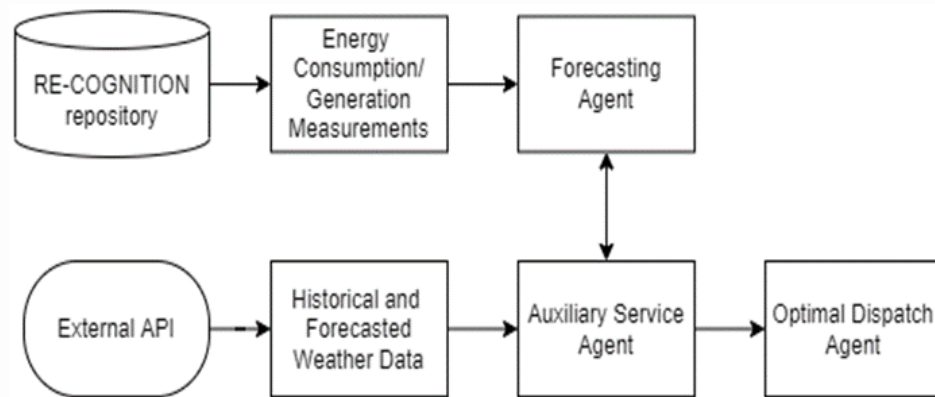 RE-COGNITION
repository
Energy
Consumption/
Generation
Measurements
Forecasting
Agent
External API
Historical and
Forecasted
Weather Data
Auxiliary Service
Agent
Optimal Dispatch
Agent